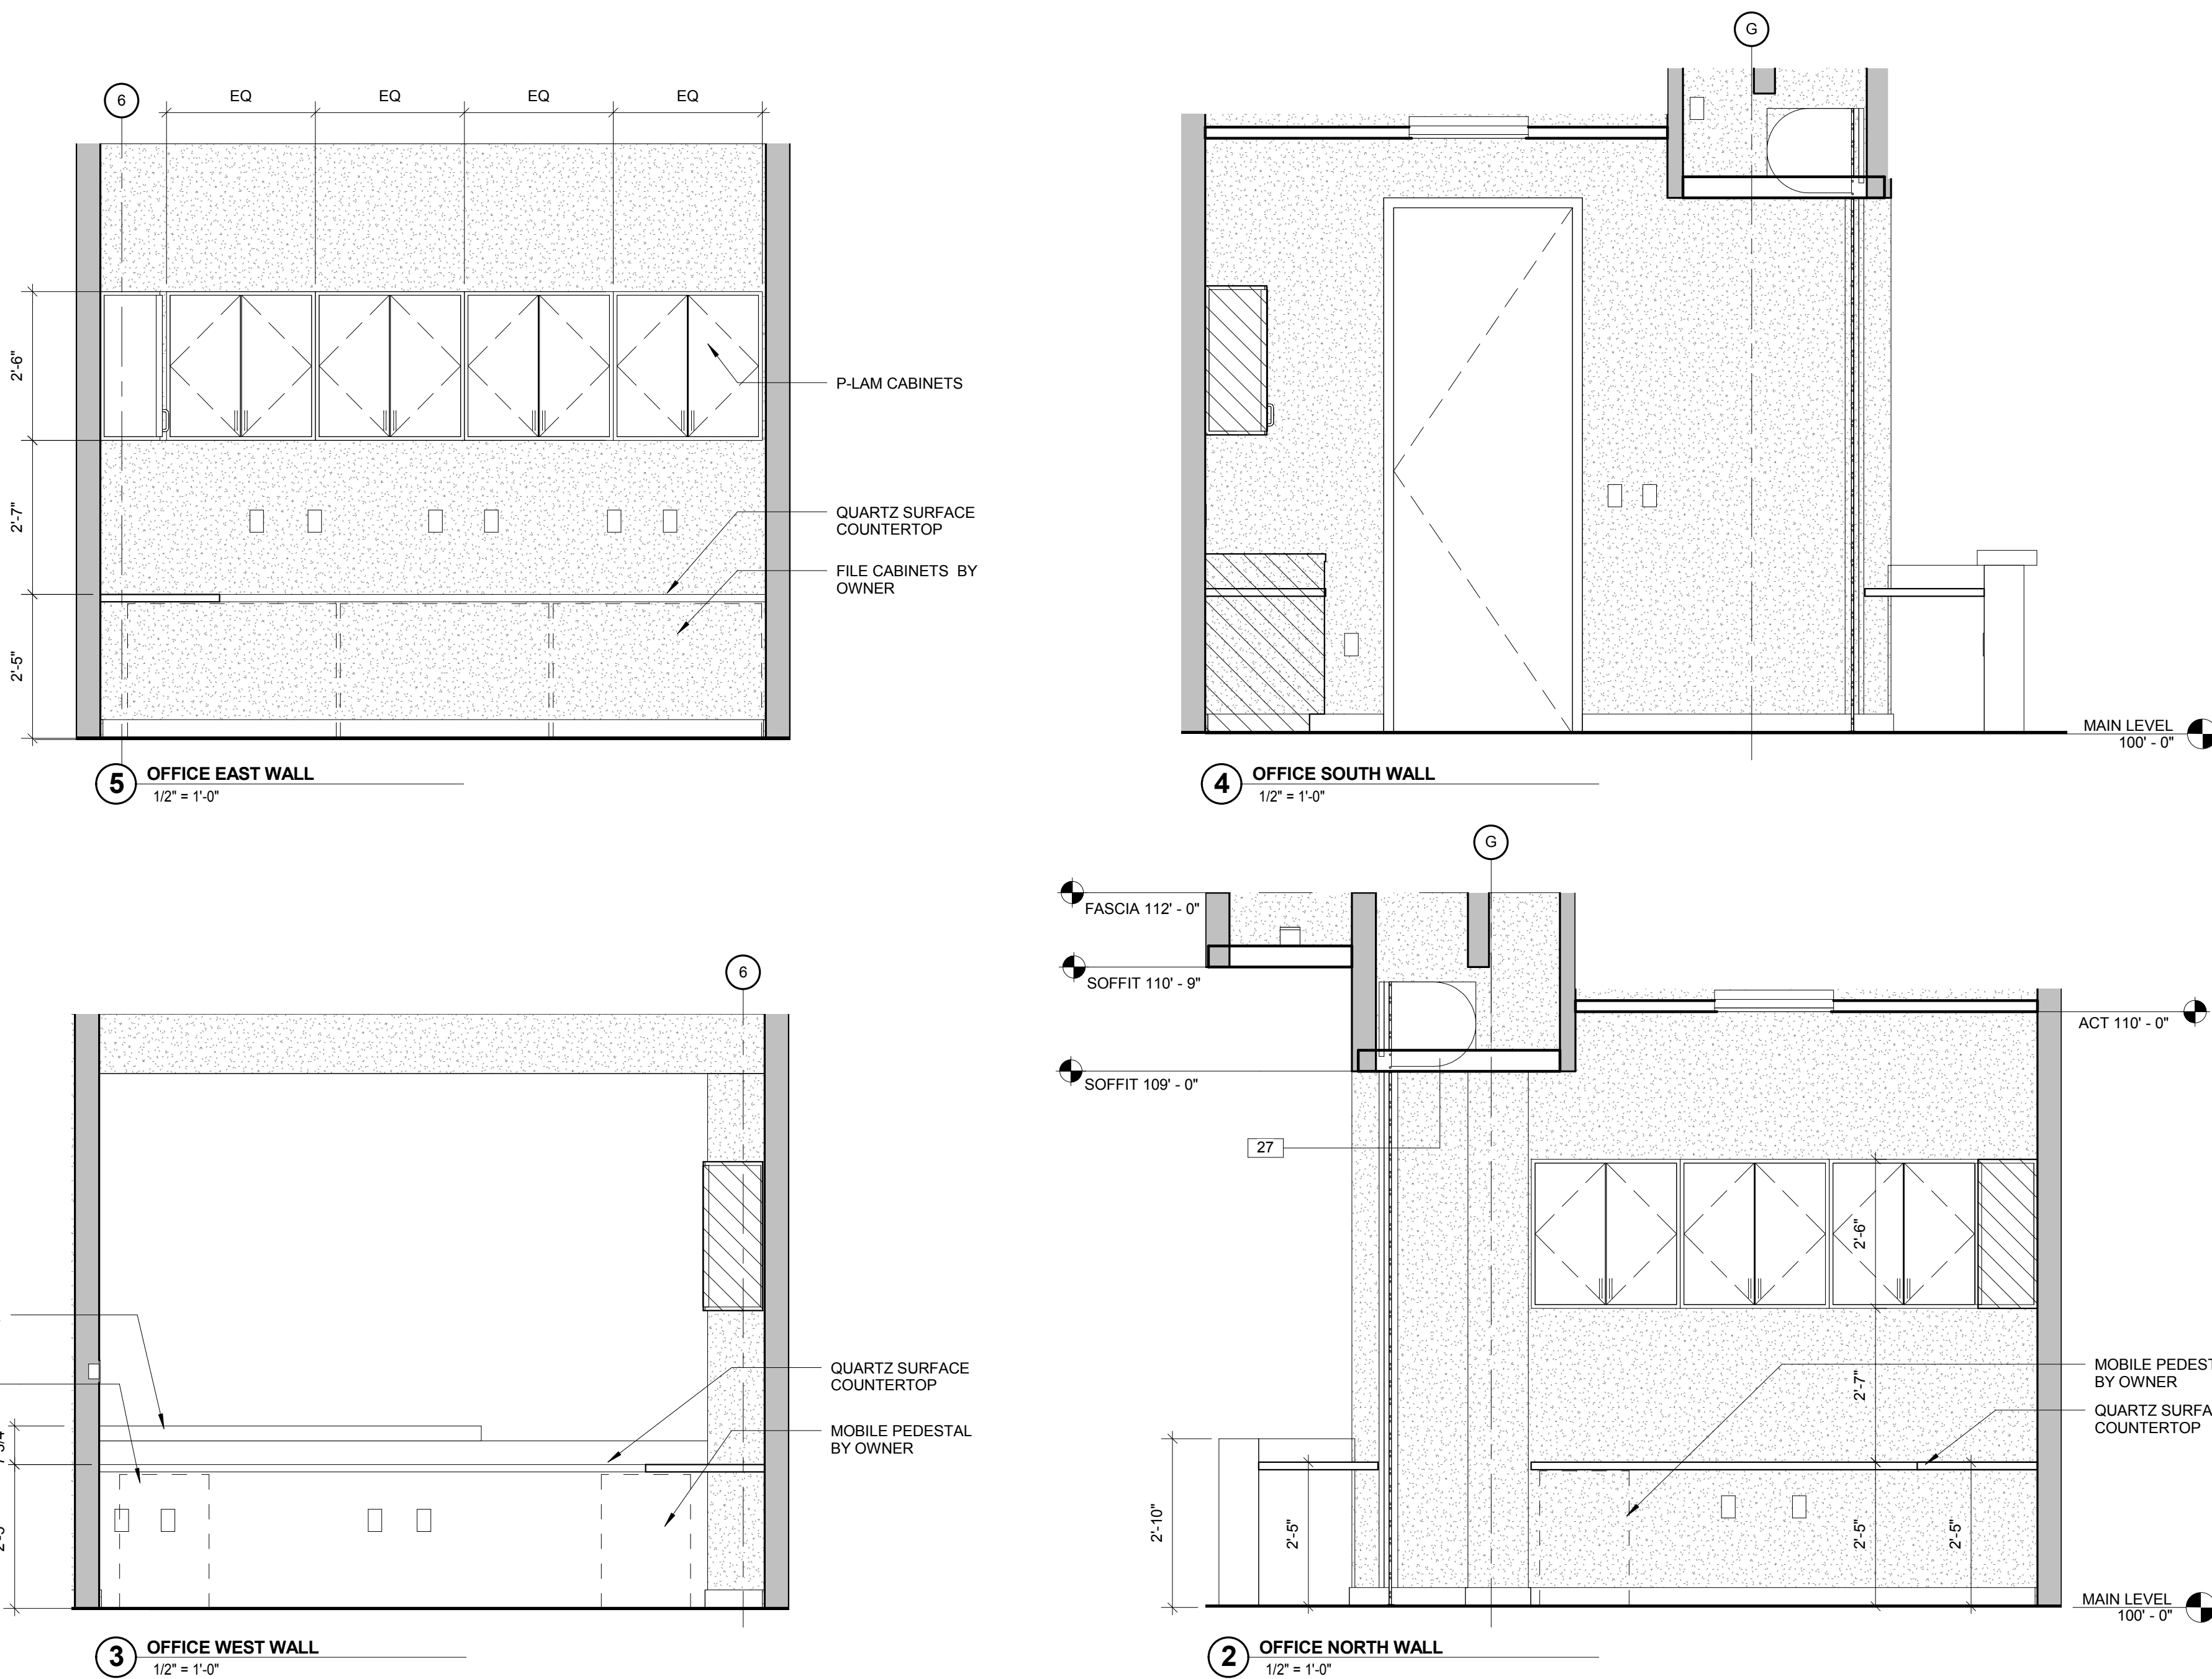 6
EQ
EQ
EQ
EQ
2'-6"
2'-7"
2'-5"
P-LAM CABINETS
QUARTZ SURFACE
COUNTERTOP
FILE CABINETS BY
OWNER
5
OFFICE EAST WALL
1/2" = 1'-0"
G
MAIN LEVEL
100' - 0"
4
OFFICE SOUTH WALL
1/2" = 1'-0"
6
QUARTZ SURFACE
COUNTERTOP
MOBILE PEDESTAL
BY OWNER
3
OFFICE WEST WALL
1/2" = 1'-0"
G
FASCIA 112' - 0"
SOFFIT 110' - 9"
SOFFIT 109' - 0"
ACT 110' - 0"
27
2'-6"
2'-7"
2'-5"
2'-5"
2'-10"
2'-5"
MOBILE
BY OWNER
QUARTZ
COUNTERTOP
MAIN LEVEL
100' - 0"
2
OFFICE NORTH WALL
1/2" = 1'-0"